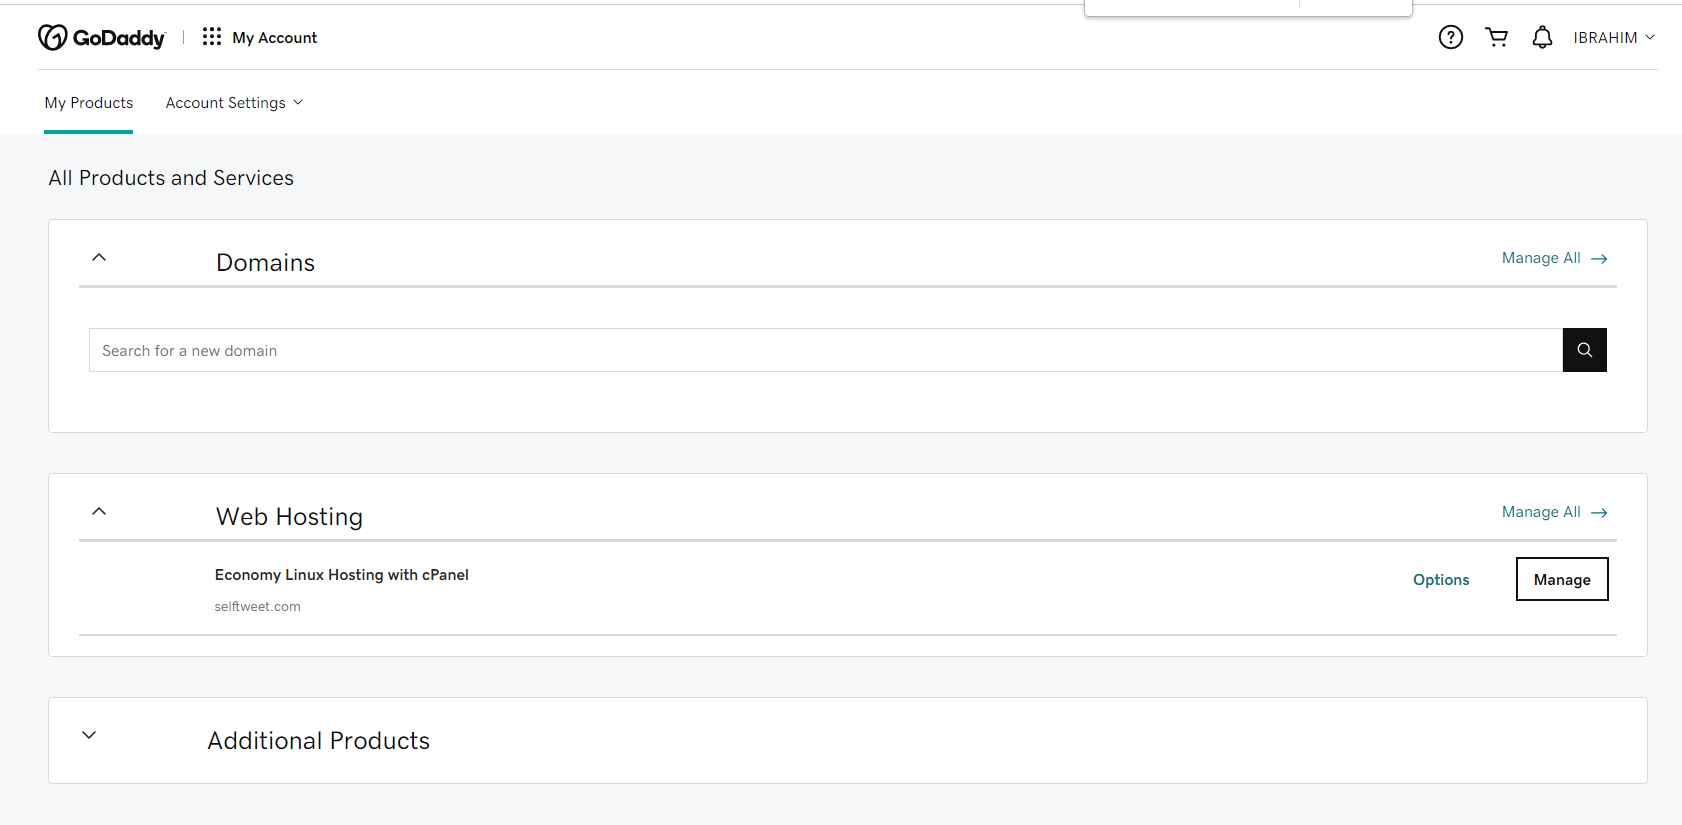 GoDaddy My Account IBRAHIM
My Products Account Settings
All Products and Services
Domains Manage All →
Search for a new domain
Web Hosting Manage All →
Economy Linux Hosting with cPanel
selftweet.com
Options Manage
Additional Products